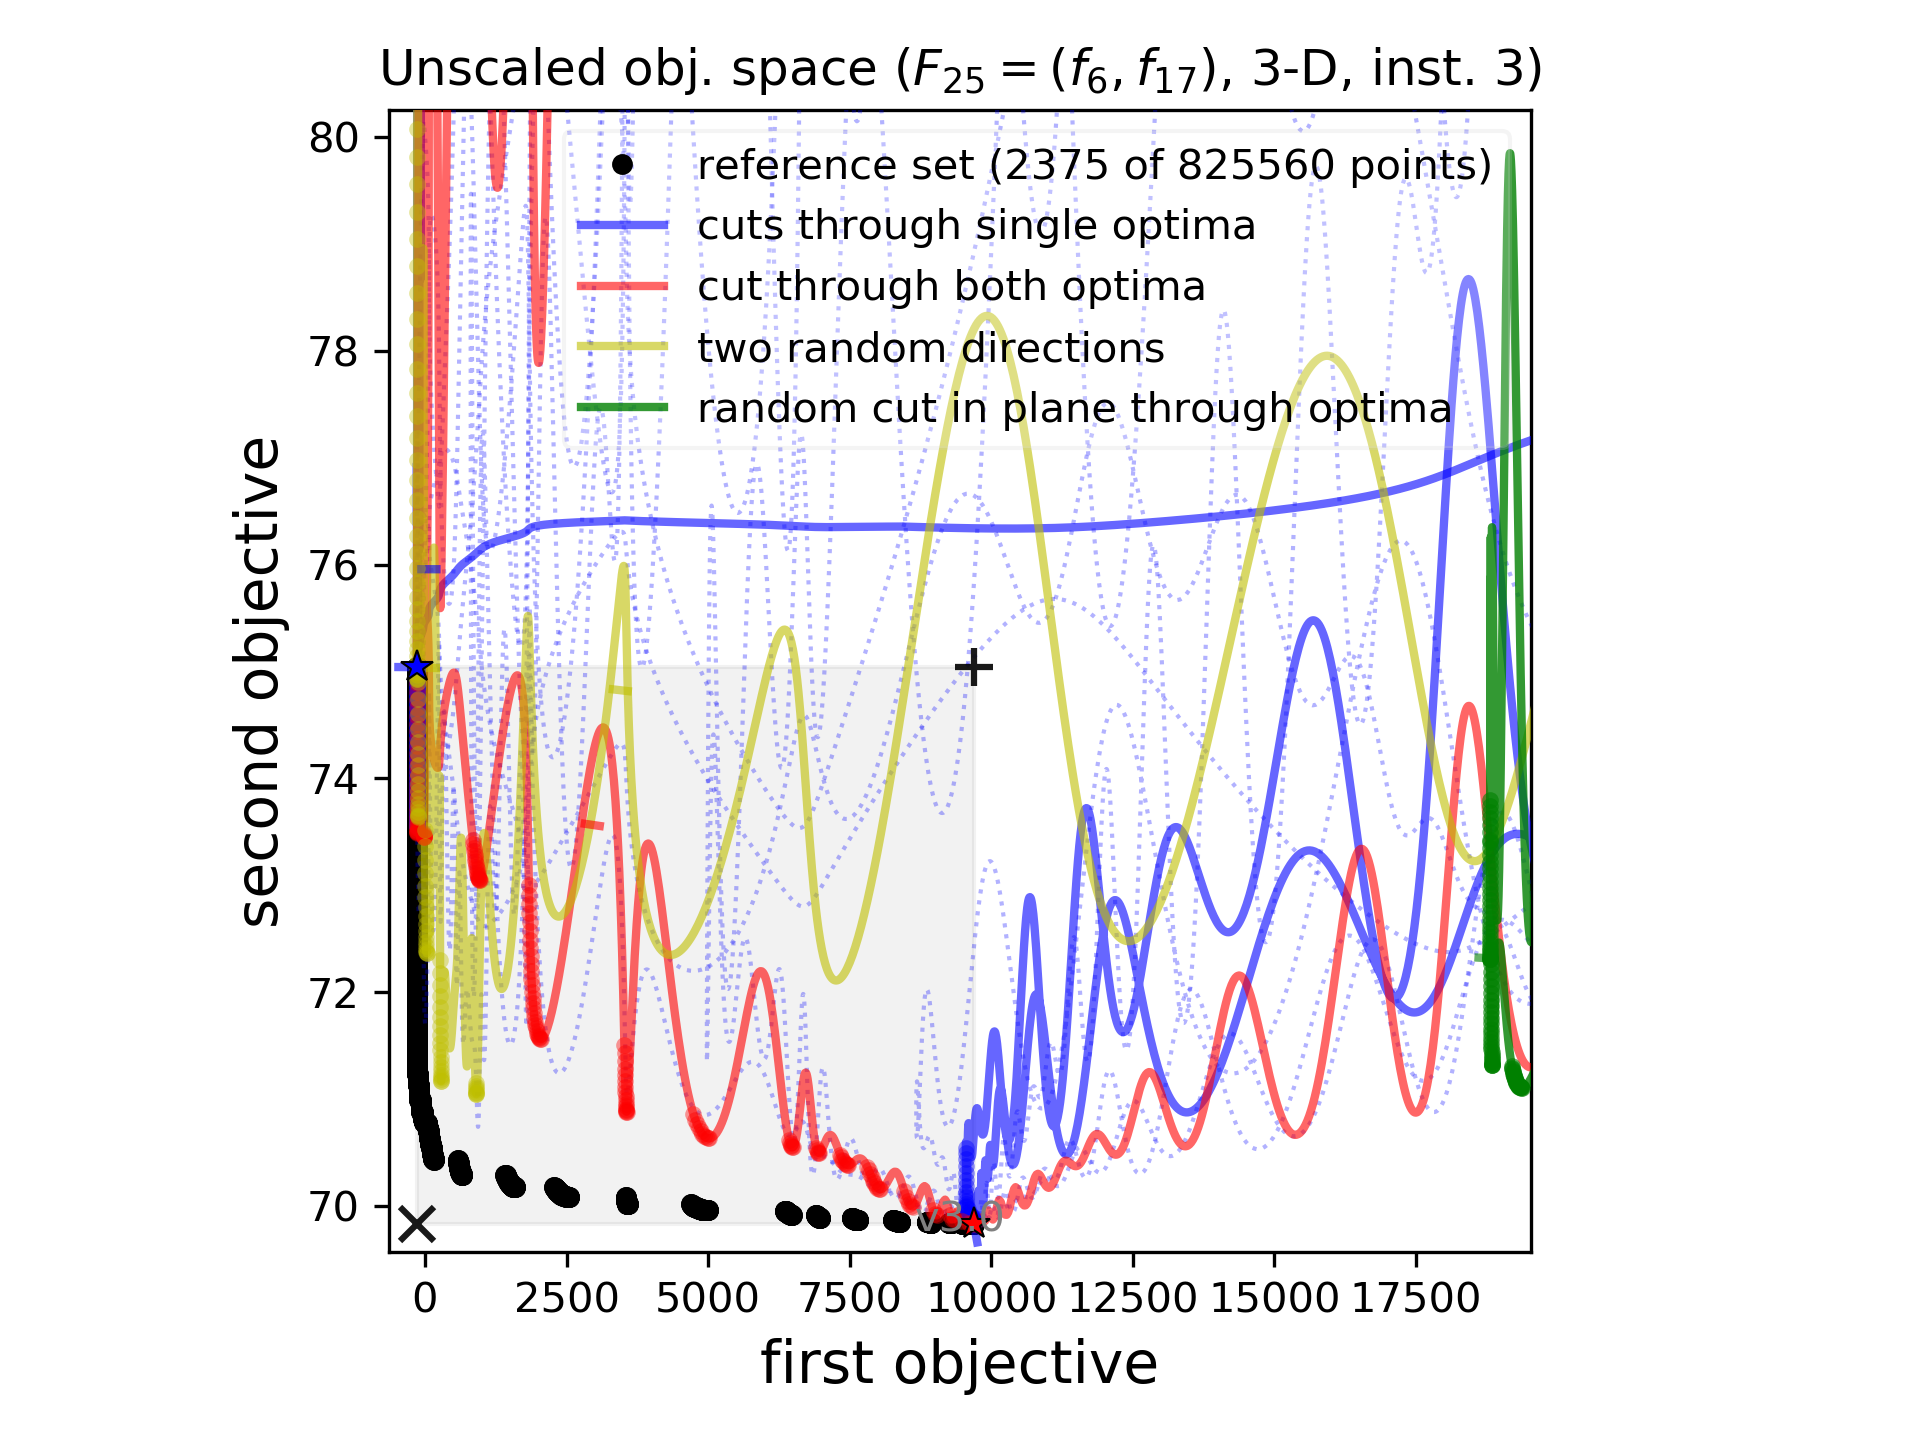 Unscaled obj. space (F₂₅ = (f₆, f₁₇), 3-D, inst. 3)
reference set (2375 of 825560 points)
cuts through single optima
cut through both optima
two random directions
random cut in plane through optima
80
78
76
74
72
70
second objective
v3.0
0 2500 5000 7500 10000 12500 15000 17500
first objective